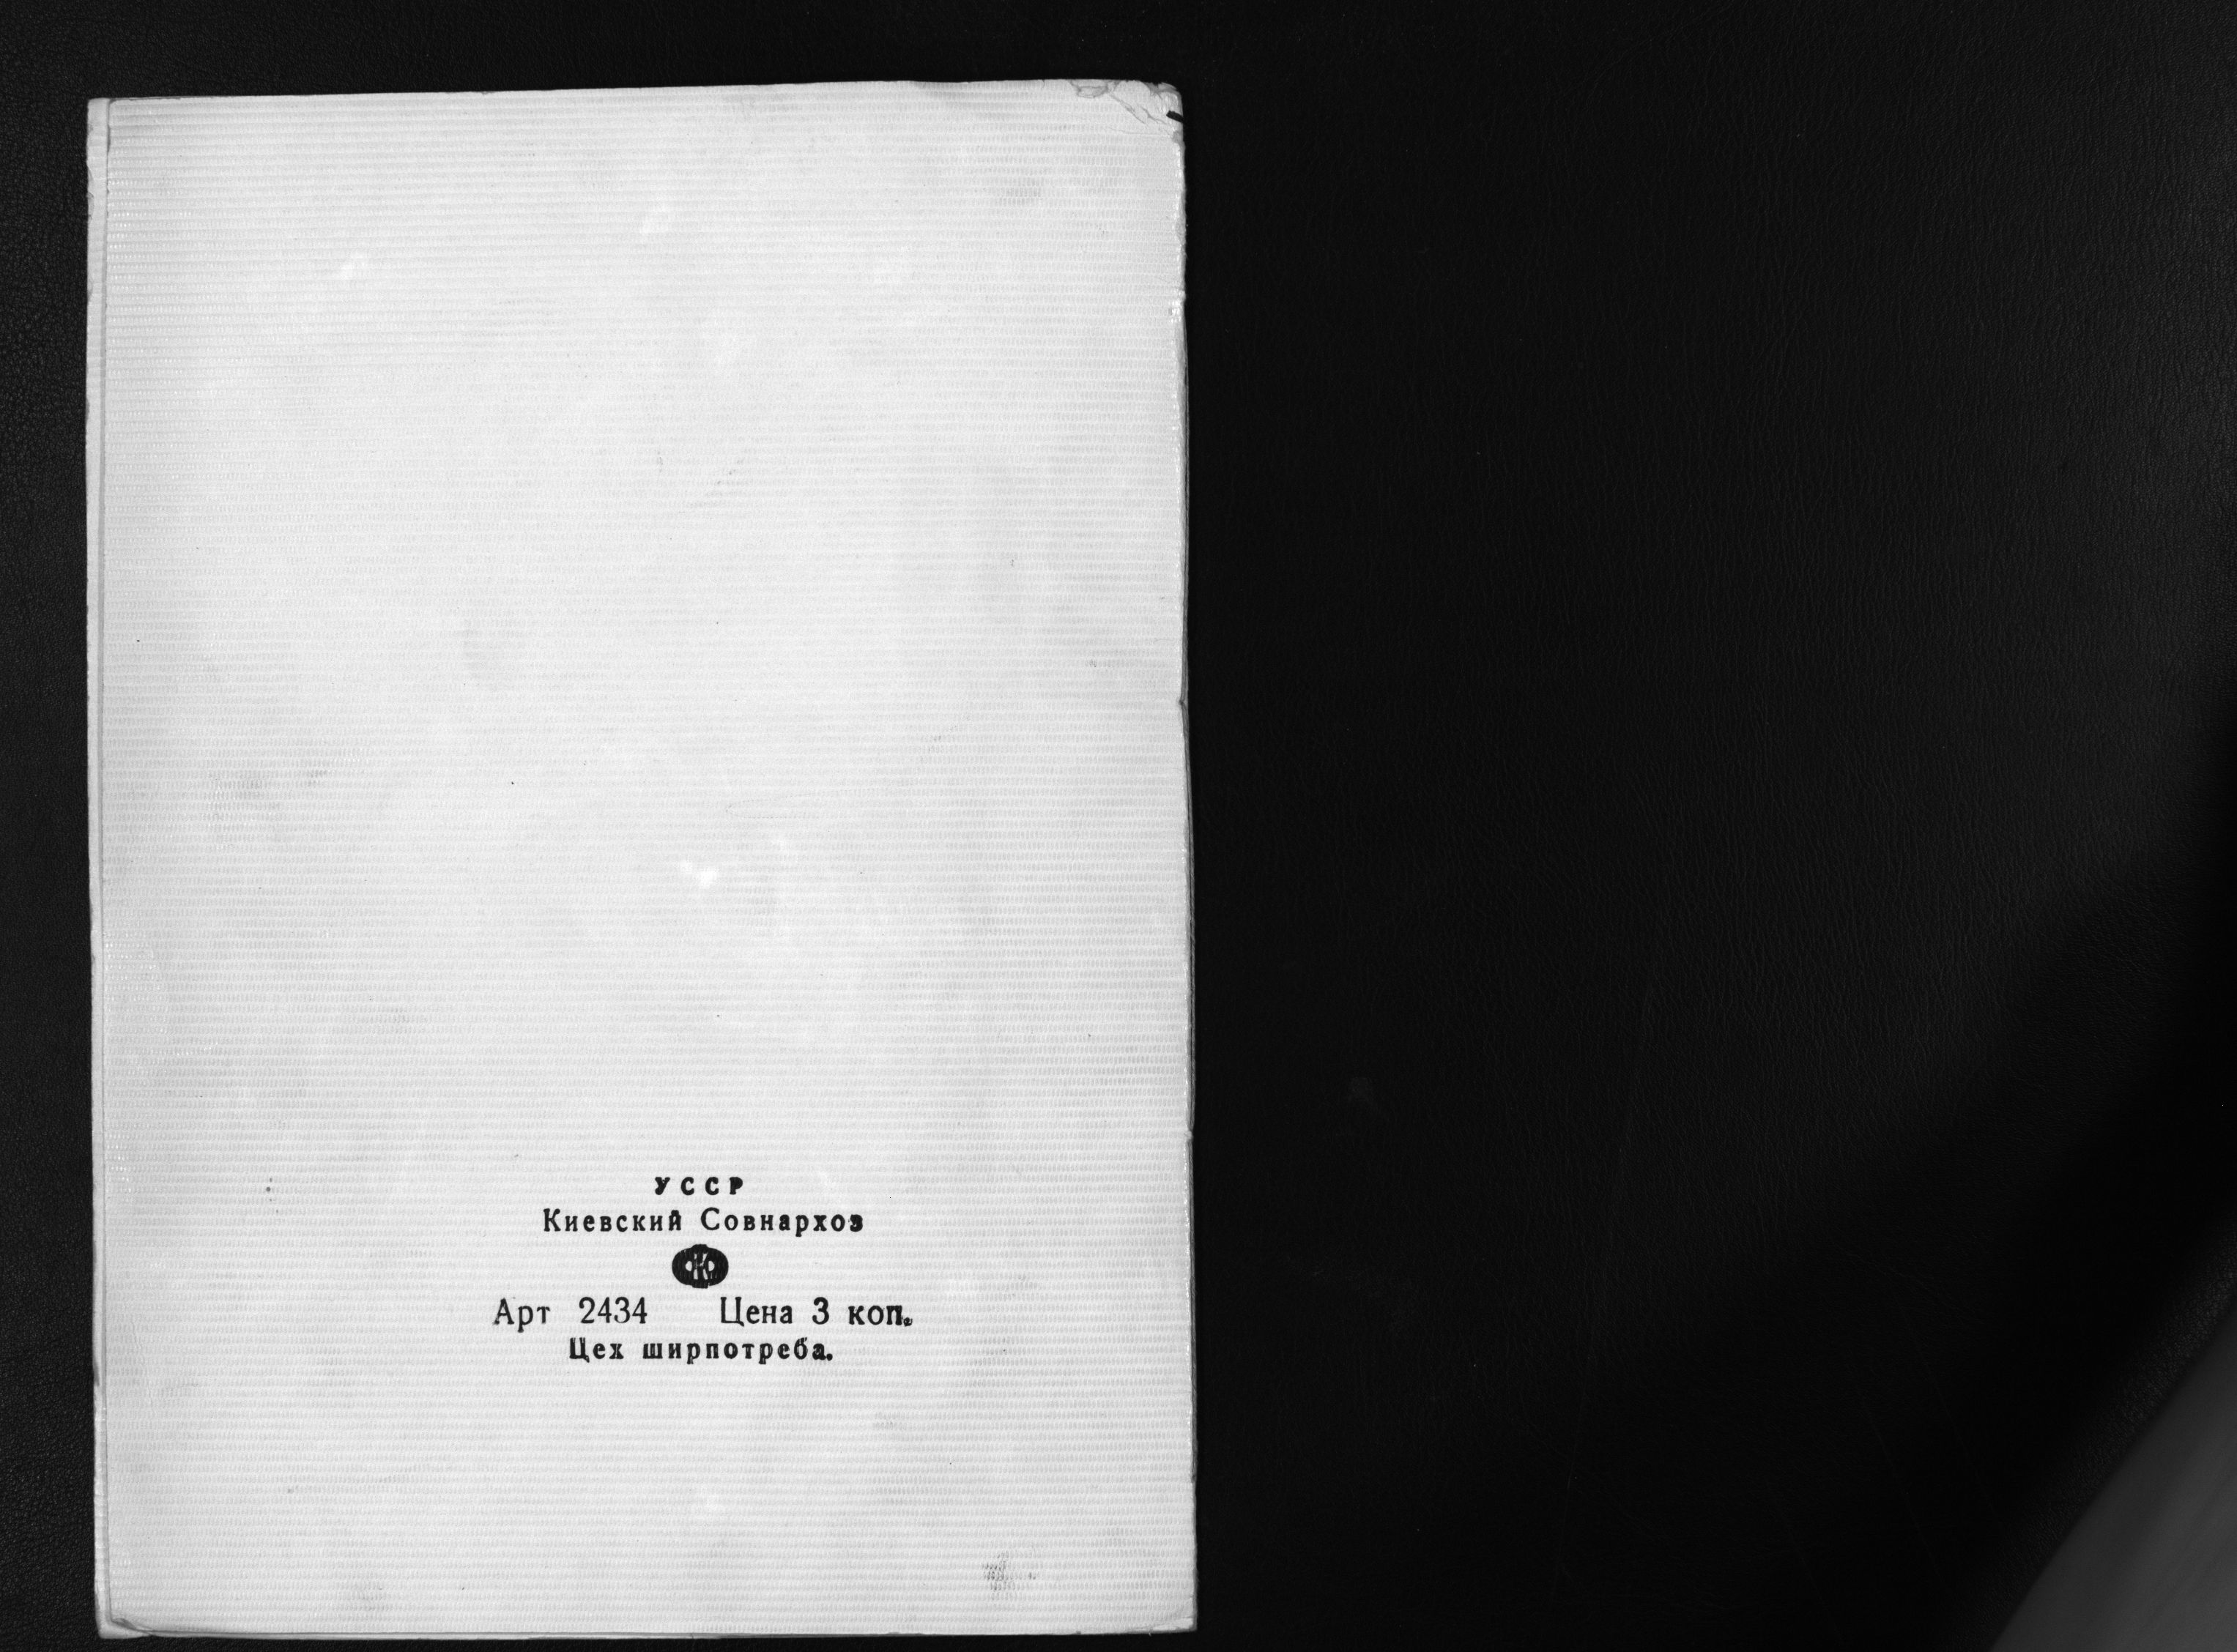 УССР
Киевский Совнархоз
Арт 2434 Цена 3 коп.
Цех ширпотреба.